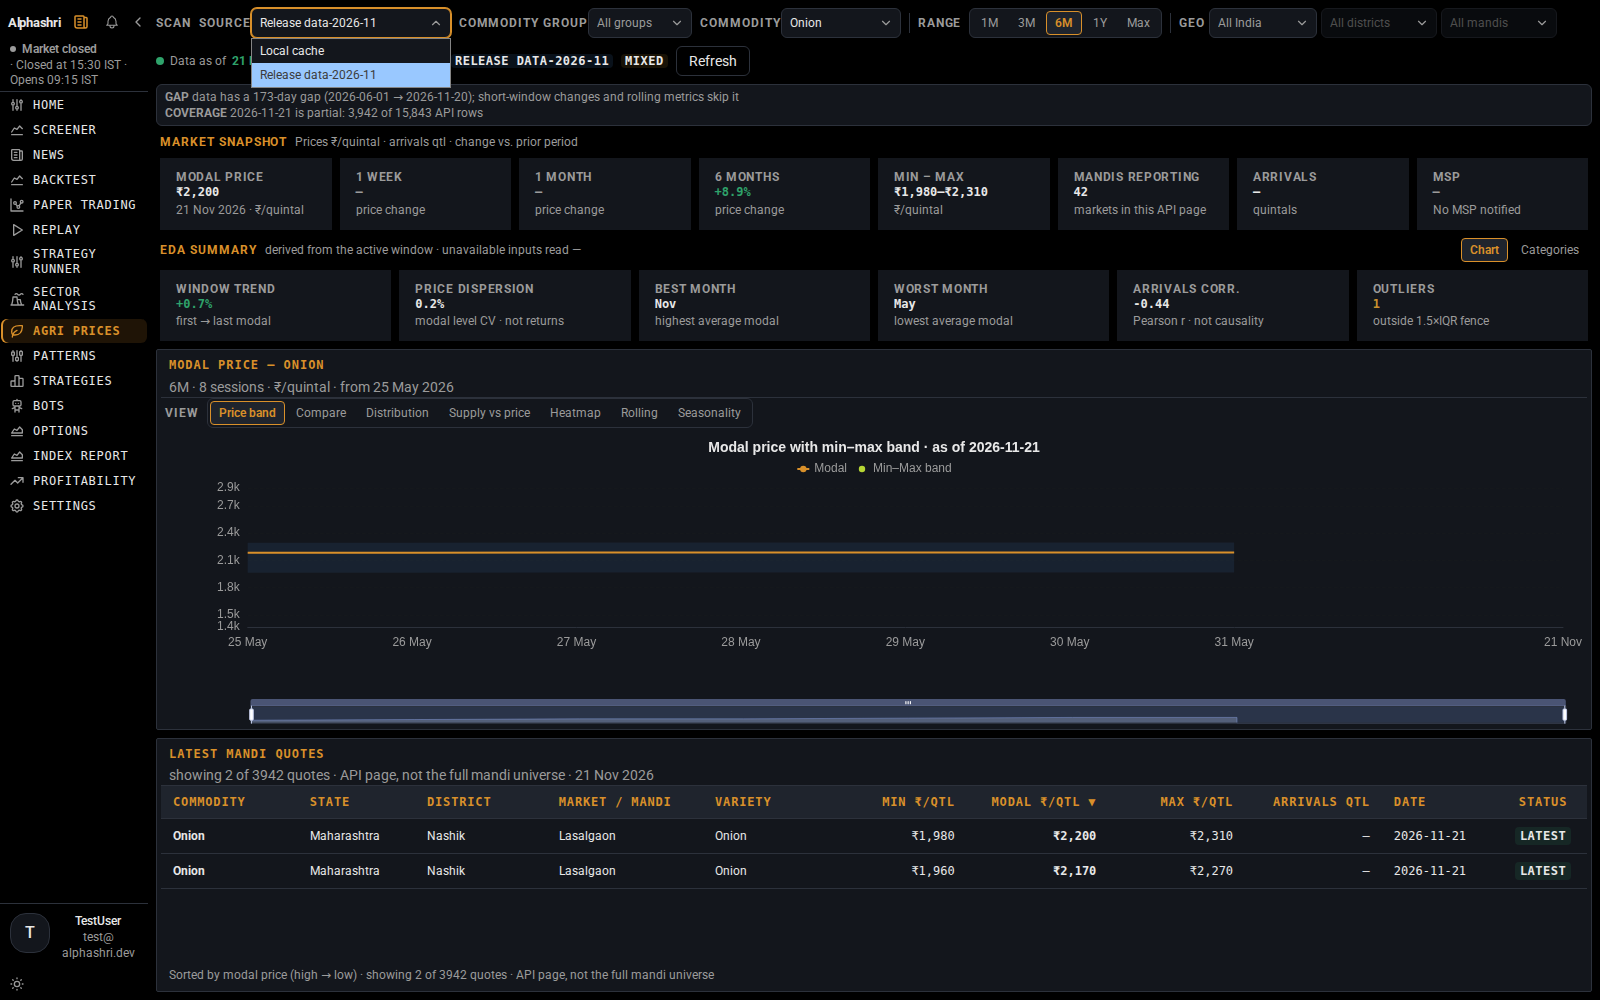 Alphashri
Market closed
· Closed at 15:30 IST ·
Opens 09:15 IST
HOME
SCREENER
NEWS
BACKTEST
PAPER TRADING
REPLAY
STRATEGY
RUNNER
SECTOR
ANALYSIS
AGRI PRICES
PATTERNS
STRATEGIES
BOTS
OPTIONS
INDEX REPORT
PROFITABILITY
SETTINGS
T
TestUser
test@
alphashri.dev
SCAN SOURCE Release data-2026-11 COMMODITY GROUP All groups COMMODITY Onion RANGE 1M 3M 6M 1Y Max GEO All India All districts All mandis
Local cache
Release data-2026-11
Data as of 21 RELEASE DATA-2026-11 MIXED Refresh
GAP data has a 173-day gap (2026-06-01 → 2026-11-20); short-window changes and rolling metrics skip it
COVERAGE 2026-11-21 is partial: 3,942 of 15,843 API rows
MARKET SNAPSHOT Prices ₹/quintal · arrivals qtl · change vs. prior period
MODAL PRICE
₹2,200
21 Nov 2026 · ₹/quintal
1 WEEK
—
price change
1 MONTH
—
price change
6 MONTHS
+8.9%
price change
MIN – MAX
₹1,980–₹2,310
₹/quintal
MANDIS REPORTING
42
markets in this API page
ARRIVALS
—
quintals
MSP
—
No MSP notified
EDA SUMMARY derived from the active window · unavailable inputs read — Chart Categories
WINDOW TREND
+0.7%
first → last modal
PRICE DISPERSION
0.2%
modal level CV · not returns
BEST MONTH
Nov
highest average modal
WORST MONTH
May
lowest average modal
ARRIVALS CORR.
-0.44
Pearson r · not causality
OUTLIERS
1
outside 1.5×IQR fence
MODAL PRICE — ONION
6M · 8 sessions · ₹/quintal · from 25 May 2026
VIEW Price band Compare Distribution Supply vs price Heatmap Rolling Seasonality
Modal price with min–max band · as of 2026-11-21
Modal Min–Max band
2.9k
2.7k
2.4k
2.1k
1.8k
1.5k
1.4k
25 May 26 May 27 May 28 May 29 May 30 May 31 May 21 Nov
LATEST MANDI QUOTES
showing 2 of 3942 quotes · API page, not the full mandi universe · 21 Nov 2026
COMMODITY STATE DISTRICT MARKET / MANDI VARIETY MIN ₹/QTL MODAL ₹/QTL ▼ MAX ₹/QTL ARRIVALS QTL DATE STATUS
Onion Maharashtra Nashik Lasalgaon Onion ₹1,980 ₹2,200 ₹2,310 — 2026-11-21 LATEST
Onion Maharashtra Nashik Lasalgaon Onion ₹1,960 ₹2,170 ₹2,270 — 2026-11-21 LATEST
Sorted by modal price (high → low) · showing 2 of 3942 quotes · API page, not the full mandi universe